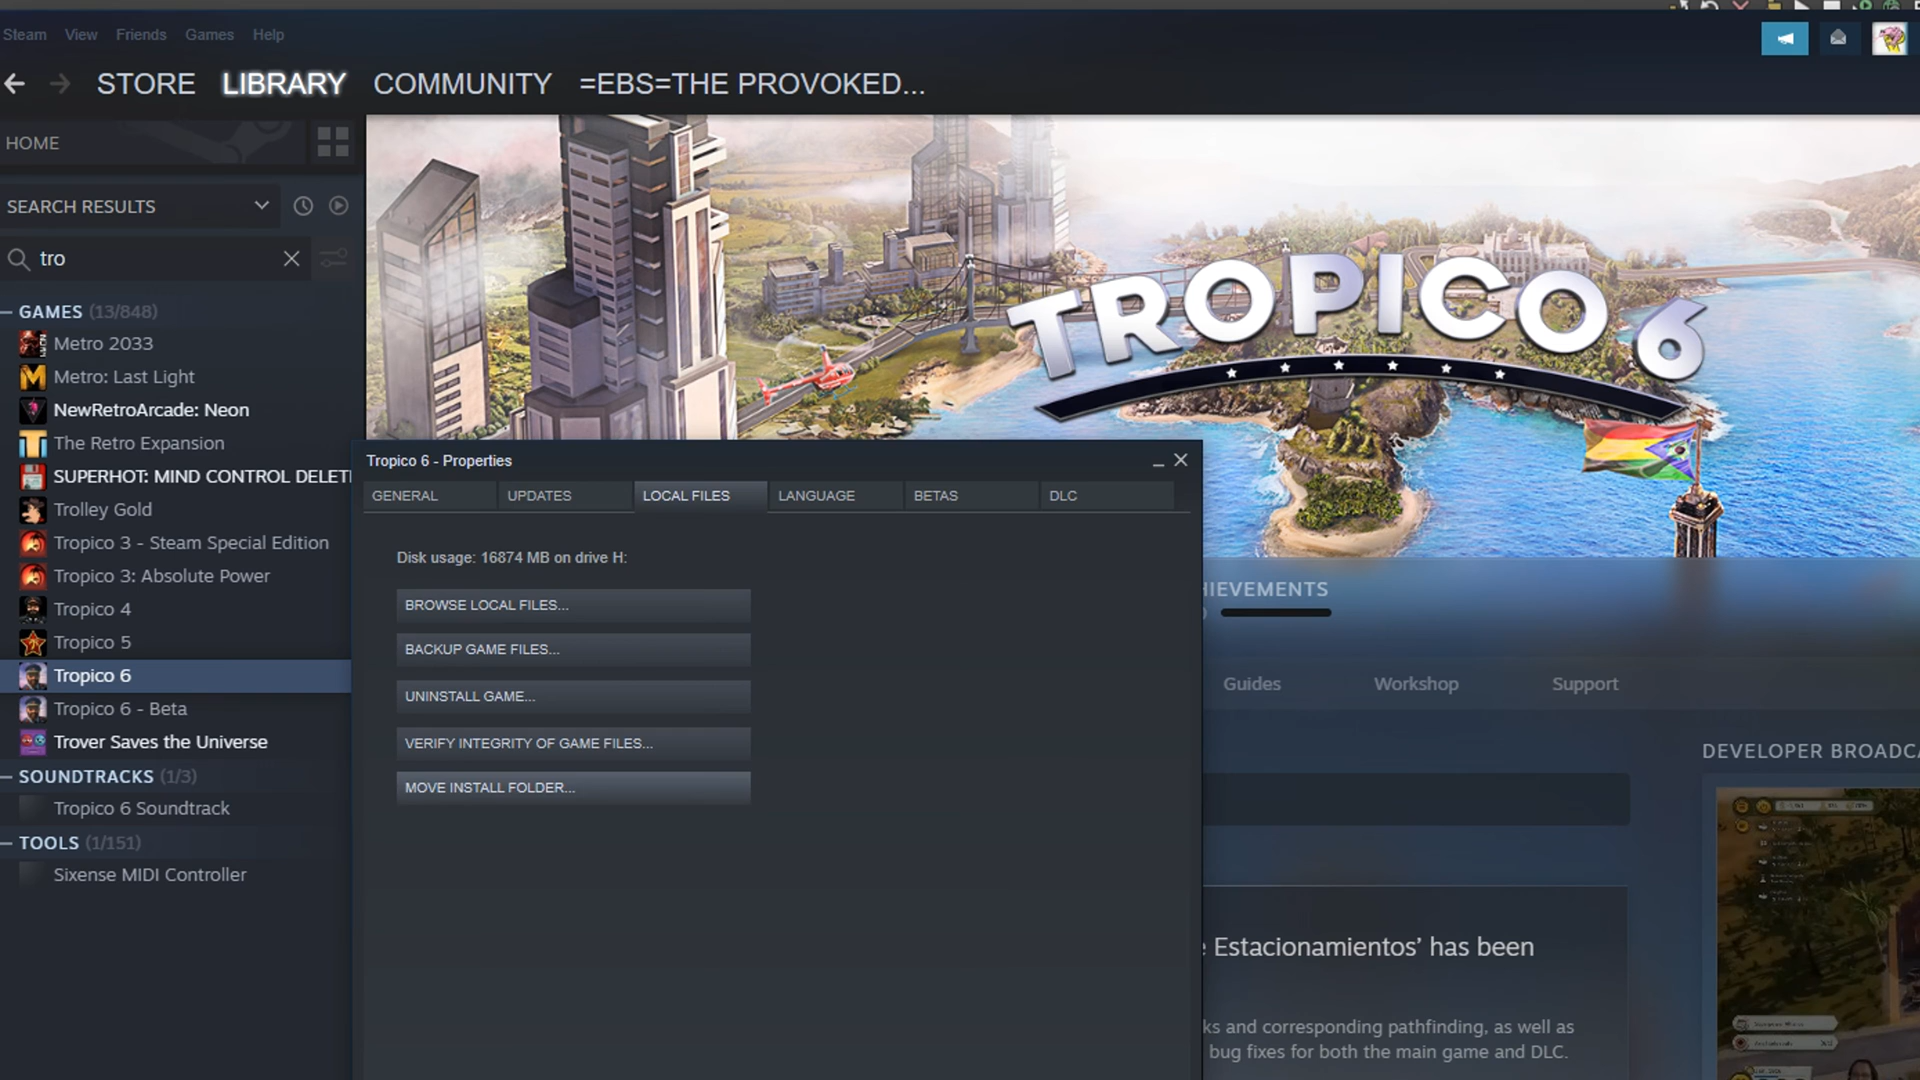 Steam View Friends Games Help
STORE LIBRARY COMMUNITY =EBS=THE PROVOKED...
HOME
SEARCH RESULTS
tro
GAMES (13/848)
Metro 2033
Metro: Last Light
NewRetroArcade: Neon
The Retro Expansion
SUPERHOT: MIND CONTROL DELETI
Trolley Gold
Tropico 3 - Steam Special Edition
Tropico 3: Absolute Power
Tropico 4
Tropico 5
Tropico 6
Tropico 6 - Beta
Trover Saves the Universe
SOUNDTRACKS (1/3)
Tropico 6 Soundtrack
TOOLS (1/151)
Sixense MIDI Controller
TROPICO 6
Tropico 6 - Properties
GENERAL UPDATES LOCAL FILES LANGUAGE BETAS DLC
Disk usage: 16874 MB on drive H:
BROWSE LOCAL FILES...
BACKUP GAME FILES...
UNINSTALL GAME...
VERIFY INTEGRITY OF GAME FILES...
MOVE INSTALL FOLDER...
HIEVEMENTS
Guides Workshop Support
DEVELOPER BROADCA
Estacionamientos’ has been
ks and corresponding pathfinding, as well as
bug fixes for both the main game and DLC.